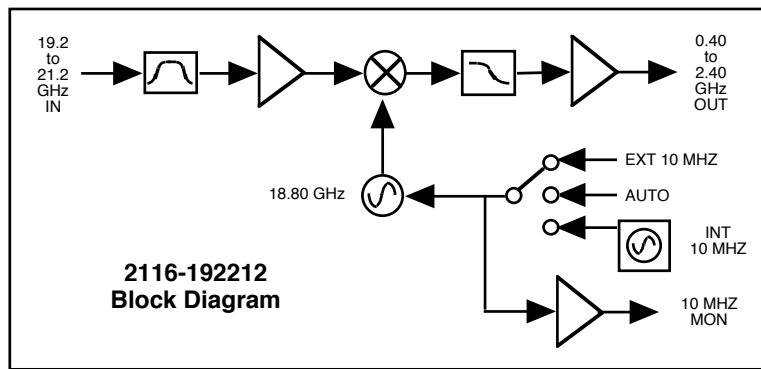 19.2
to
21.2
GHz
IN
0.40
to
2.40
GHz
OUT
18.80 GHz
EXT 10 MHZ
AUTO
INT
10 MHZ
2116-192212
Block Diagram
10 MHZ
MON